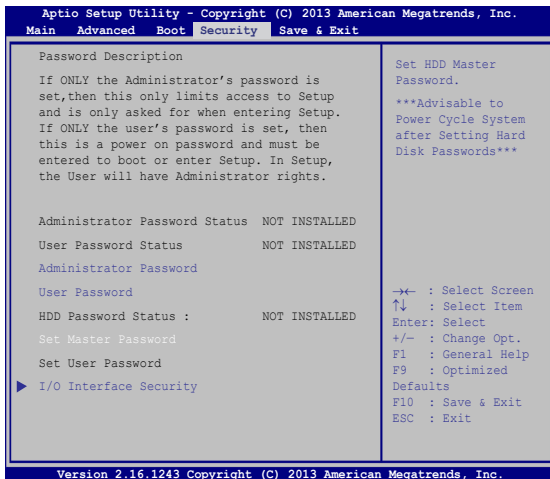 Aptio Setup Utility - Copyright (C) 2013 American Megatrends, Inc.
Main Advanced Boot Security Save & Exit
Password Description
If ONLY the Administrator's password is
set,then this only limits access to Setup
and is only asked for when entering Setup.
If ONLY the user's password is set, then
this is a power on password and must be
entered to boot or enter Setup. In Setup,
the User will have Administrator rights.
Administrator Password Status NOT INSTALLED
User Password Status NOT INSTALLED
Administrator Password
User Password
HDD Password Status : NOT INSTALLED
Set Master Password
Set User Password
I/O Interface Security
Set HDD Master
Password.
***Advisable to
Power Cycle System
after Setting Hard
Disk Passwords***
→← : Select Screen
↑↓ : Select Item
Enter: Select
+/— : Change Opt.
F1 : General Help
F9 : Optimized
Defaults
F10 : Save & Exit
ESC : Exit
Version 2.16.1243 Copyright (C) 2013 American Megatrends, Inc.